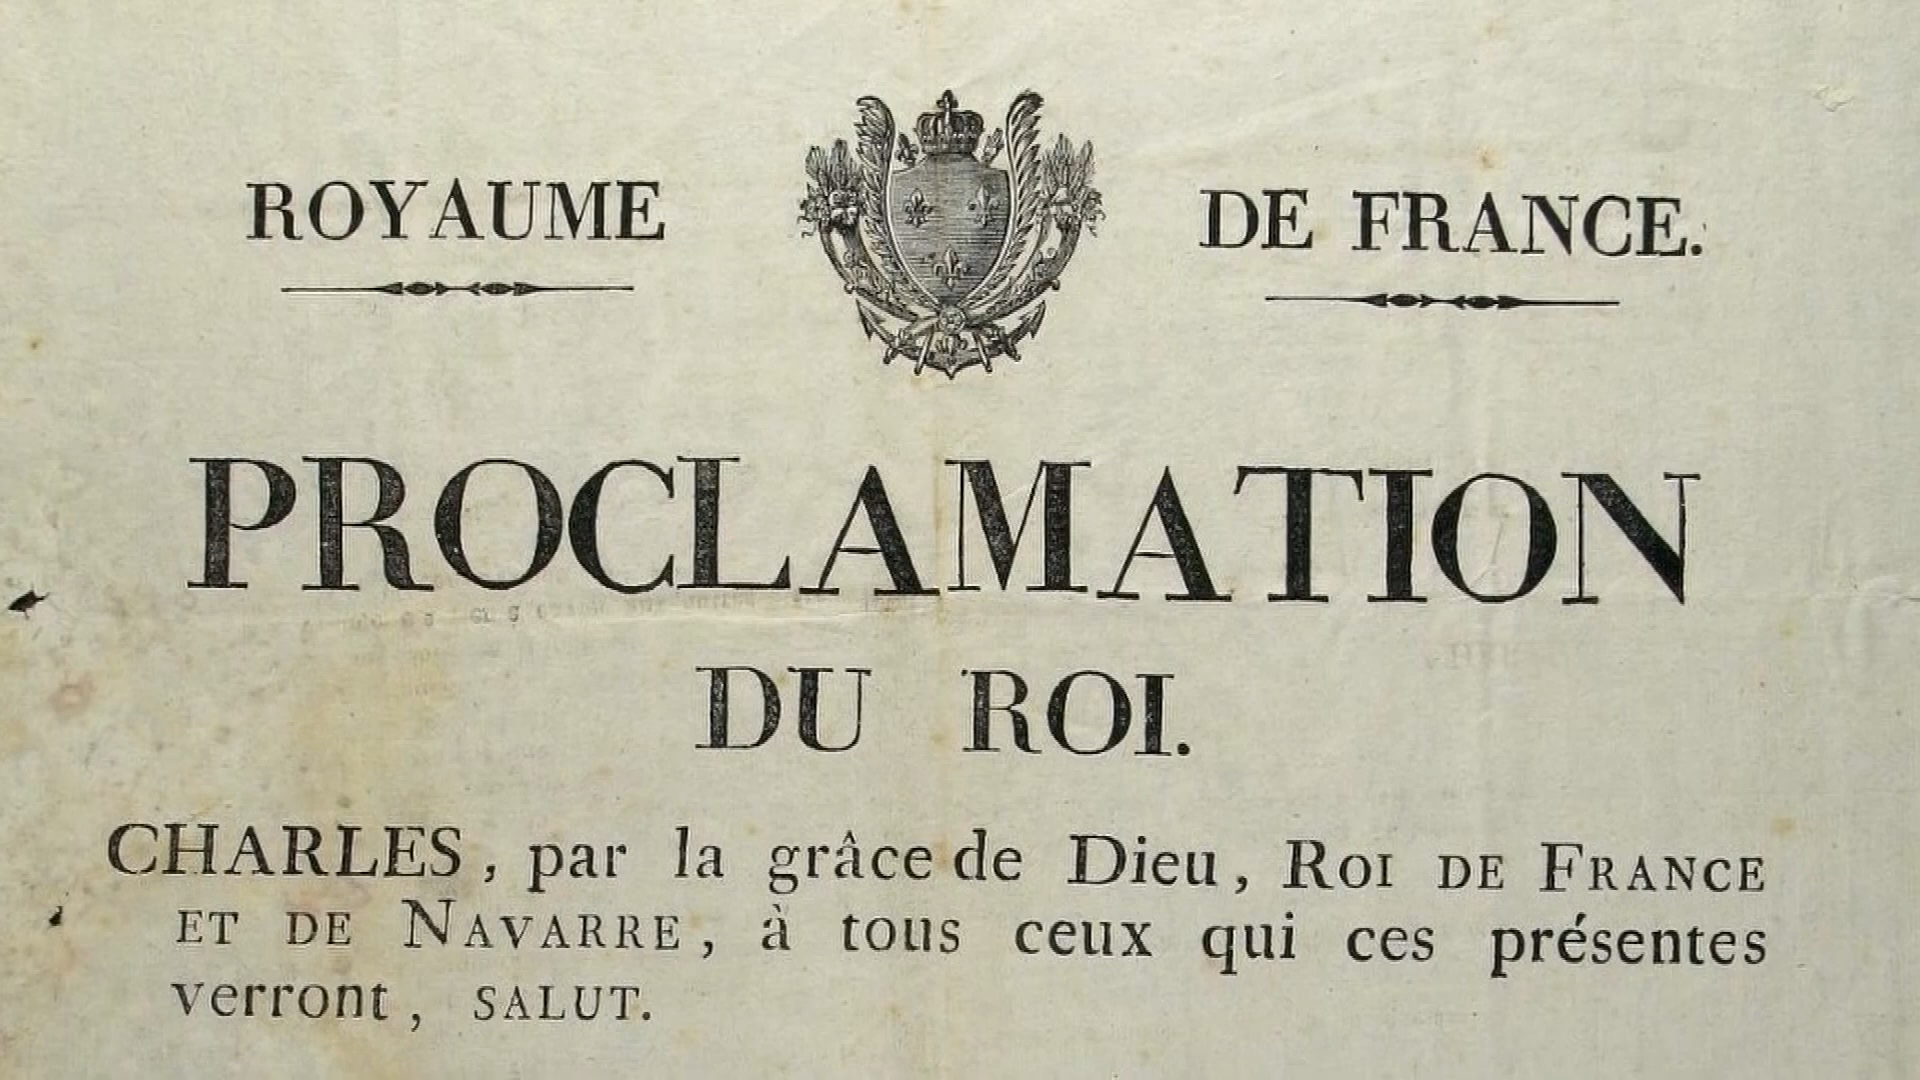 ROYAUME DE FRANCE.
PROCLAMATION
DU ROI.
CHARLES, par la grâce de Dieu, ROI DE FRANCE
ET DE NAVARRE, à tous ceux qui ces présentes
verront, SALUT.